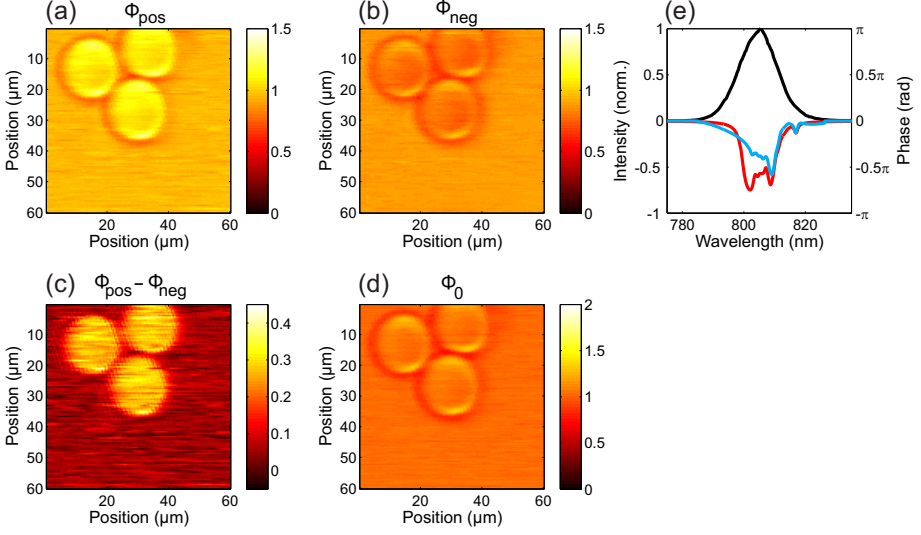 (a)
Φpos
10
20
30
40
50
60
20
40
60
Position (µm)
Position (µm)
1.5
1
0.5
0
(b)
Φneg
10
20
30
40
50
60
20
40
60
Position (µm)
Position (µm)
1.5
1
0.5
0
(e)
1
0.5
0
-0.5
-1
Intensity (norm.)
π
0.5π
0
-0.5π
-π
Phase (rad)
780
800
820
Wavelength (nm)
(c)
Φpos – Φneg
10
20
30
40
50
60
20
40
60
Position (µm)
Position (µm)
0.4
0.3
0.2
0.1
0
(d)
Φ0
10
20
30
40
50
60
20
40
60
Position (µm)
Position (µm)
2
1.5
1
0.5
0